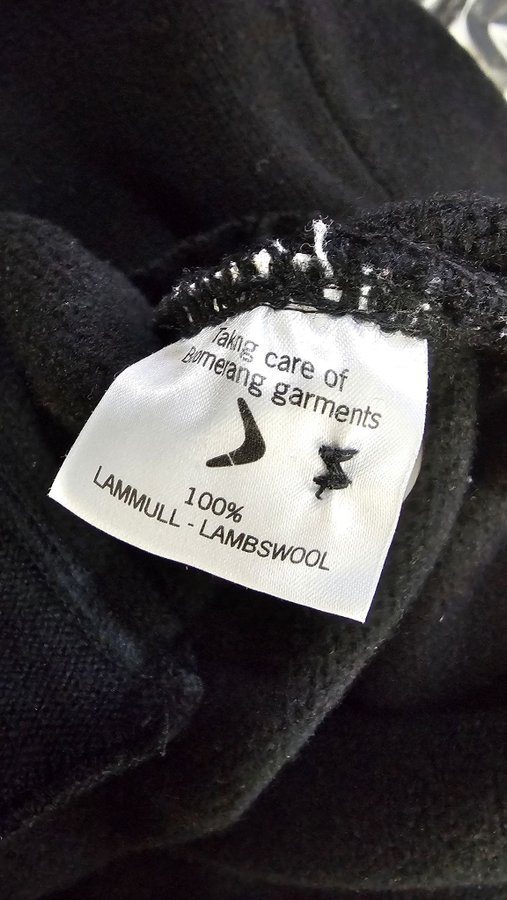 Taking care of
Boomerang garments
100%
LAMMULL - LAMBSWOOL